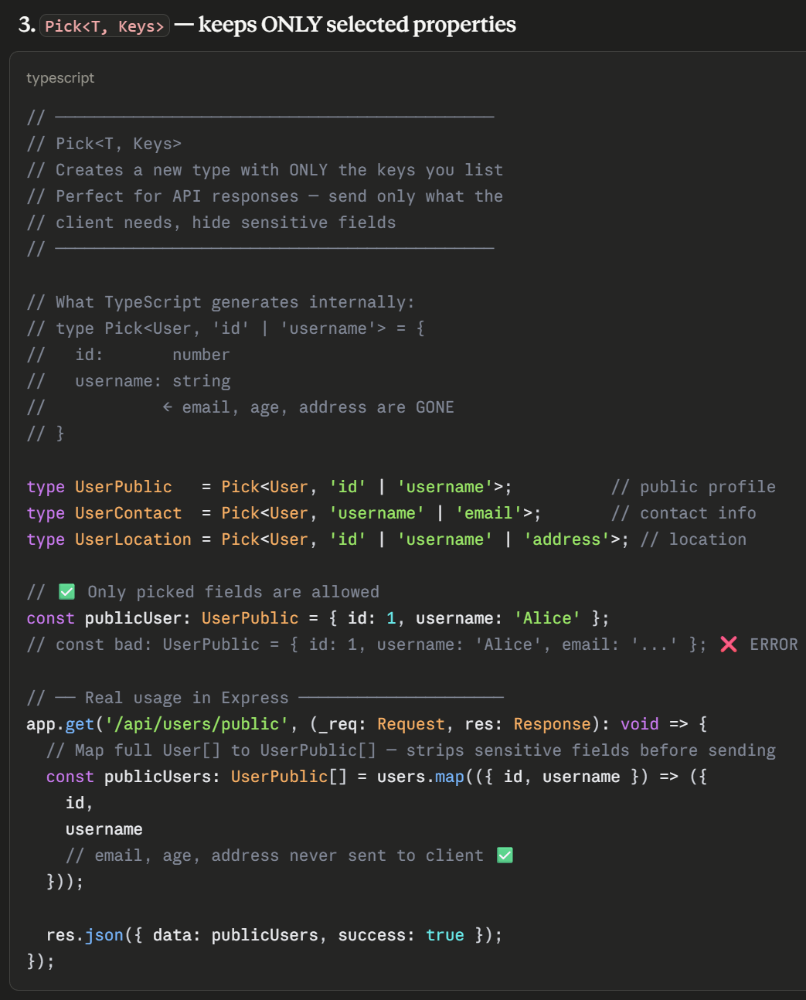 3. Pick<T, Keys> — keeps ONLY selected properties
typescript
// ─────────────────────────────────────────────
// Pick<T, Keys>
// Creates a new type with ONLY the keys you list
// Perfect for API responses — send only what the
// client needs, hide sensitive fields
// ─────────────────────────────────────────────
// What TypeScript generates internally:
// type Pick<User, 'id' | 'username'> = {
//   id:       number
//   username: string
//            ← email, age, address are GONE
// }
type UserPublic   = Pick<User, 'id' | 'username'>;          // public profile
type UserContact  = Pick<User, 'username' | 'email'>;       // contact info
type UserLocation = Pick<User, 'id' | 'username' | 'address'>; // location
// ✅ Only picked fields are allowed
const publicUser: UserPublic = { id: 1, username: 'Alice' };
// const bad: UserPublic = { id: 1, username: 'Alice', email: '...' }; ❌ ERROR
// ── Real usage in Express ─────────────────────
app.get('/api/users/public', (_req: Request, res: Response): void => {
  // Map full User[] to UserPublic[] — strips sensitive fields before sending
  const publicUsers: UserPublic[] = users.map(({ id, username }) => ({
    id,
    username
    // email, age, address never sent to client ✅
  }));
  res.json({ data: publicUsers, success: true });
});